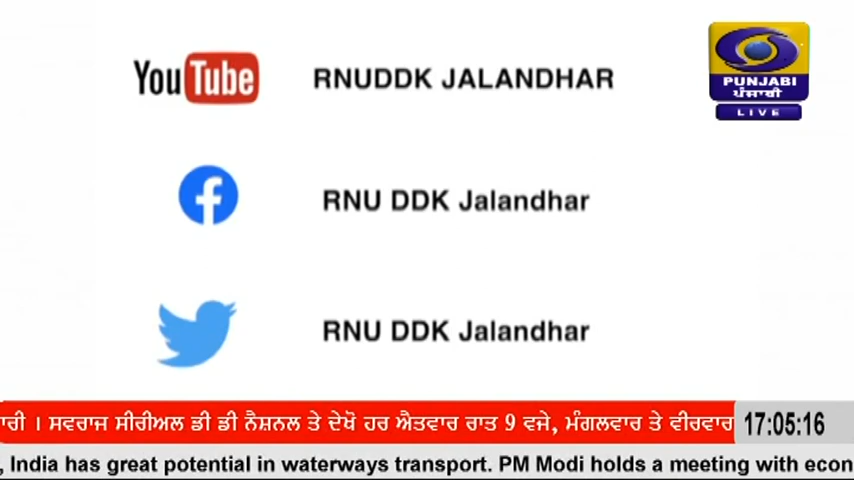 YouTube RNUDDK JALANDHAR
PUNJABI
ਪੰਜਾਬੀ
LIVE
RNU DDK Jalandhar
RNU DDK Jalandhar
ਾਰੀ । ਸਵਰਾਜ ਸੀਰੀਅਲ ਡੀ ਡੀ ਨੈਸ਼ਨਲ ਤੇ ਦੇਖੋ ਹਰ ਐਤਵਾਰ ਰਾਤ 9 ਵਜੇ, ਮੰਗਲਵਾਰ ਤੇ ਵੀਰਵਾਰ
17:05:16
, India has great potential in waterways transport. PM Modi holds a meeting with econ